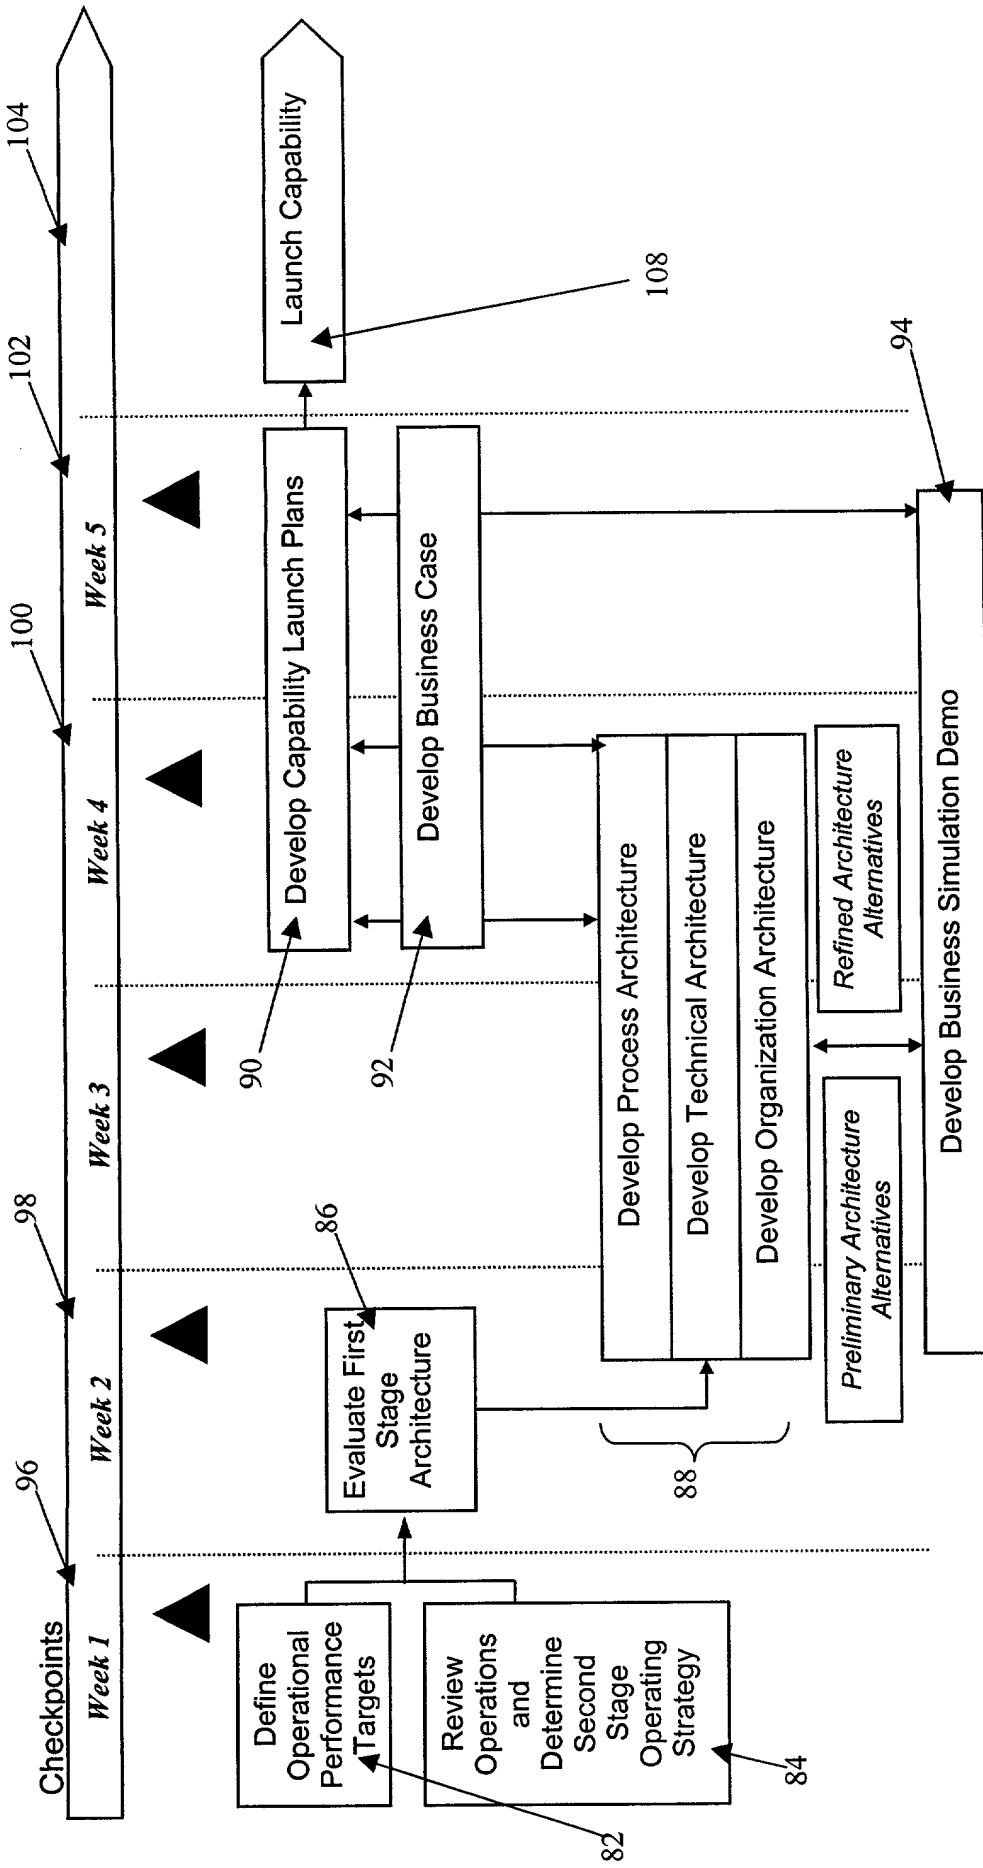 Checkpoints
96
98
100
102
104
Week 1
Week 2
Week 3
Week 4
Week 5
Define
Operational
Performance
Targets
82
Review
Operations
and
Determine
Second
Stage
Operating
Strategy
84
Evaluate First
Stage
Architecture
86
88
Develop Capability Launch Plans
90
Develop Business Case
92
Launch Capability
108
Develop Process Architecture
Develop Technical Architecture
Develop Organization Architecture
Preliminary Architecture
Alternatives
Refined Architecture
Alternatives
Develop Business Simulation Demo
94